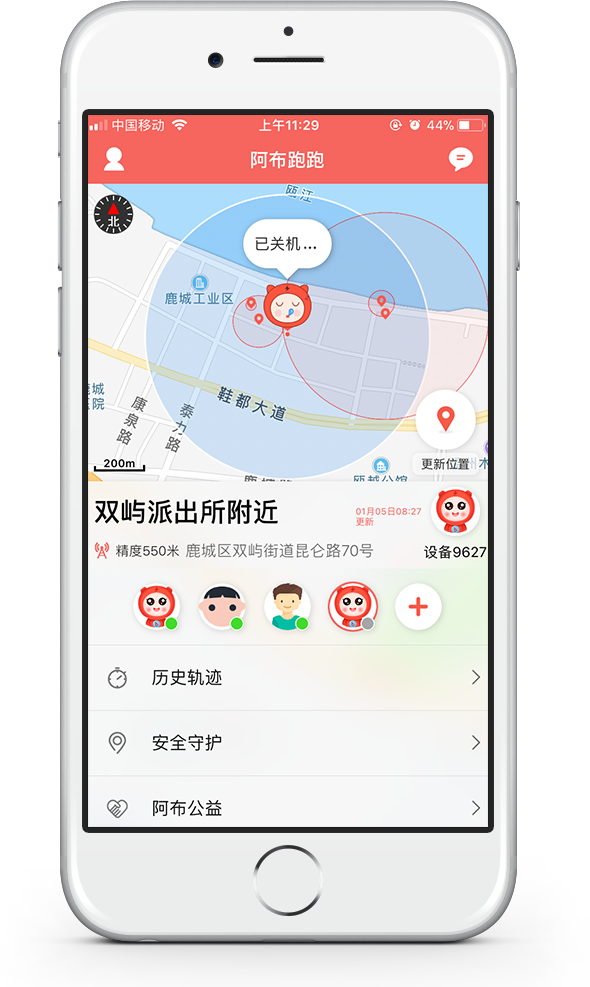 中国移动
上午11:29
44%
阿布跑跑
瓯江
北
已关机...
鹿城工业区
鞋都大道
康泉路
泰力路
200m
更新位置
双屿派出所附近
01月05日08:27
更新
精度550米 鹿城区双屿街道昆仑路70号
设备9627
历史轨迹
安全守护
阿布公益